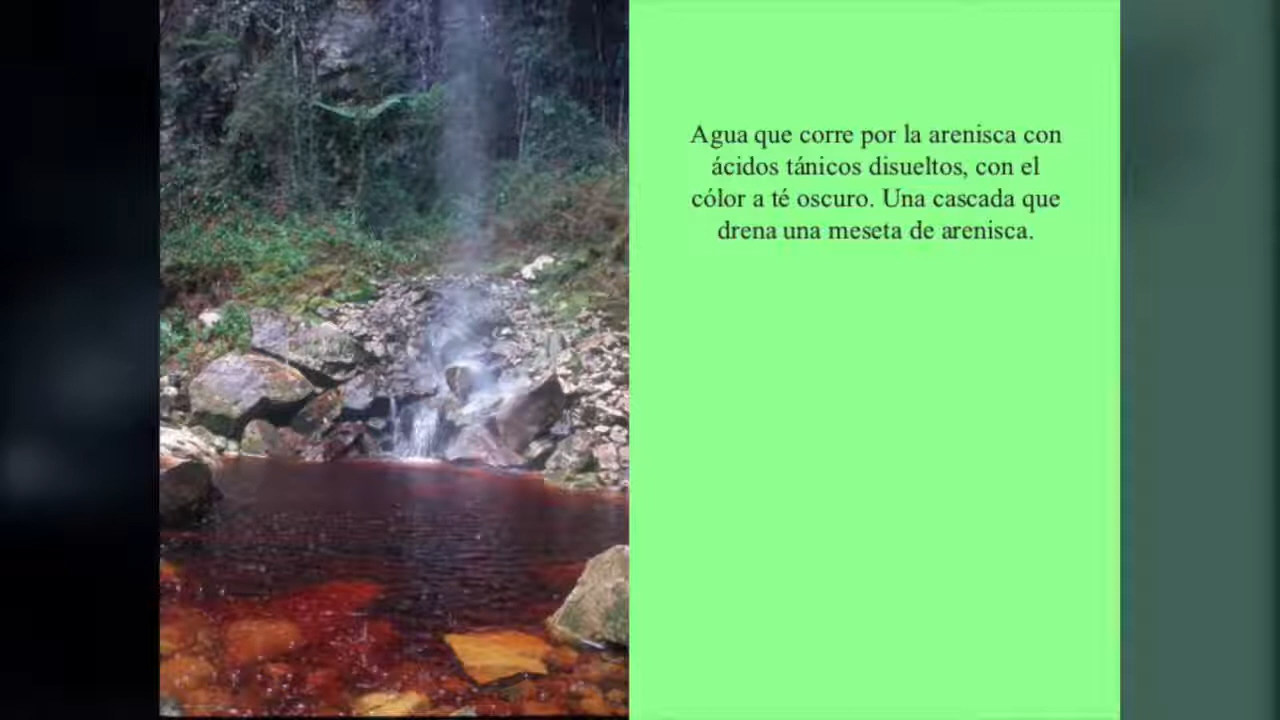 Agua que corre por la arenisca con
ácidos tánicos disueltos, con el
cólor a té oscuro. Una cascada que
drena una meseta de arenisca.